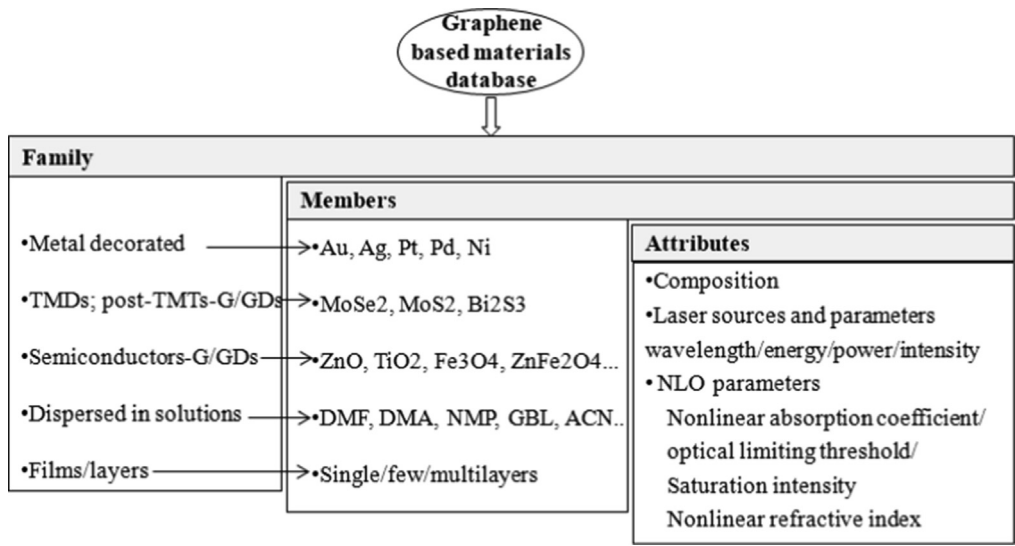 Graphene
based materials
database
Family
Members
Attributes
•Metal decorated
•Au, Ag, Pt, Pd, Ni
•TMDs; post-TMTs-G/GDs
•MoSe2, MoS2, Bi2S3
•Semiconductors-G/GDs
•ZnO, TiO2, Fe3O4, ZnFe2O4...
•Dispersed in solutions
•DMF, DMA, NMP, GBL, ACN..
•Films/layers
•Single/few/multilayers
•Composition
•Laser sources and parameters
wavelength/energy/power/intensity
• NLO parameters
Nonlinear absorption coefficient/
optical limiting threshold/
Saturation intensity
Nonlinear refractive index